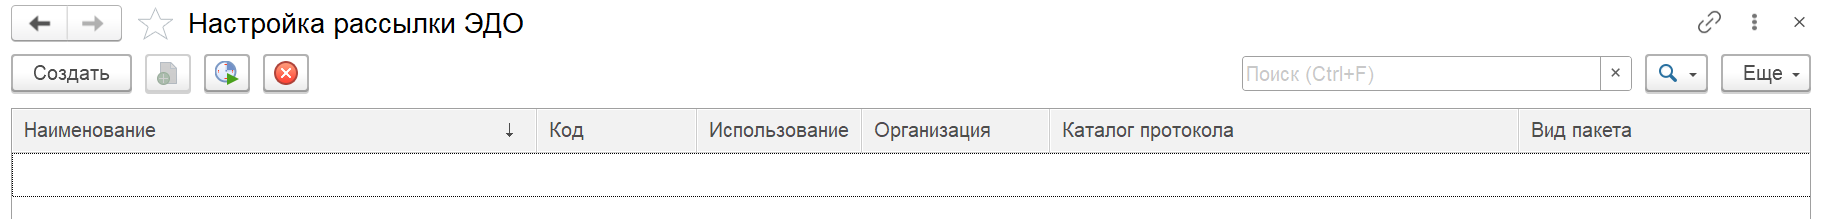 Настройка рассылки ЭДО
Создать Поиск (Ctrl+F) Еще
Наименование Код Использование Организация Каталог протокола Вид пакета